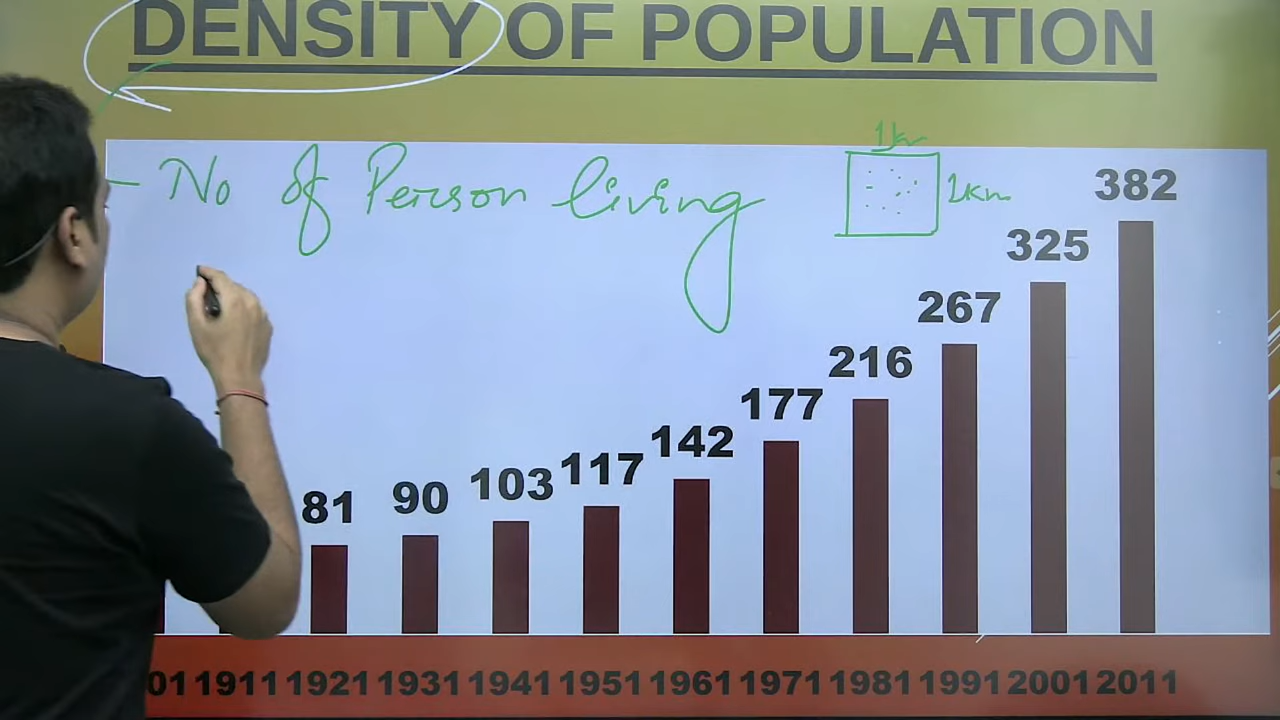 DENSITY OF POPULATION
1km
- No of Person living
1km
382
325
267
216
177
142
117
103
90
81
01 1911 1921 1931 1941 1951 1961 1971 1981 1991 2001 2011